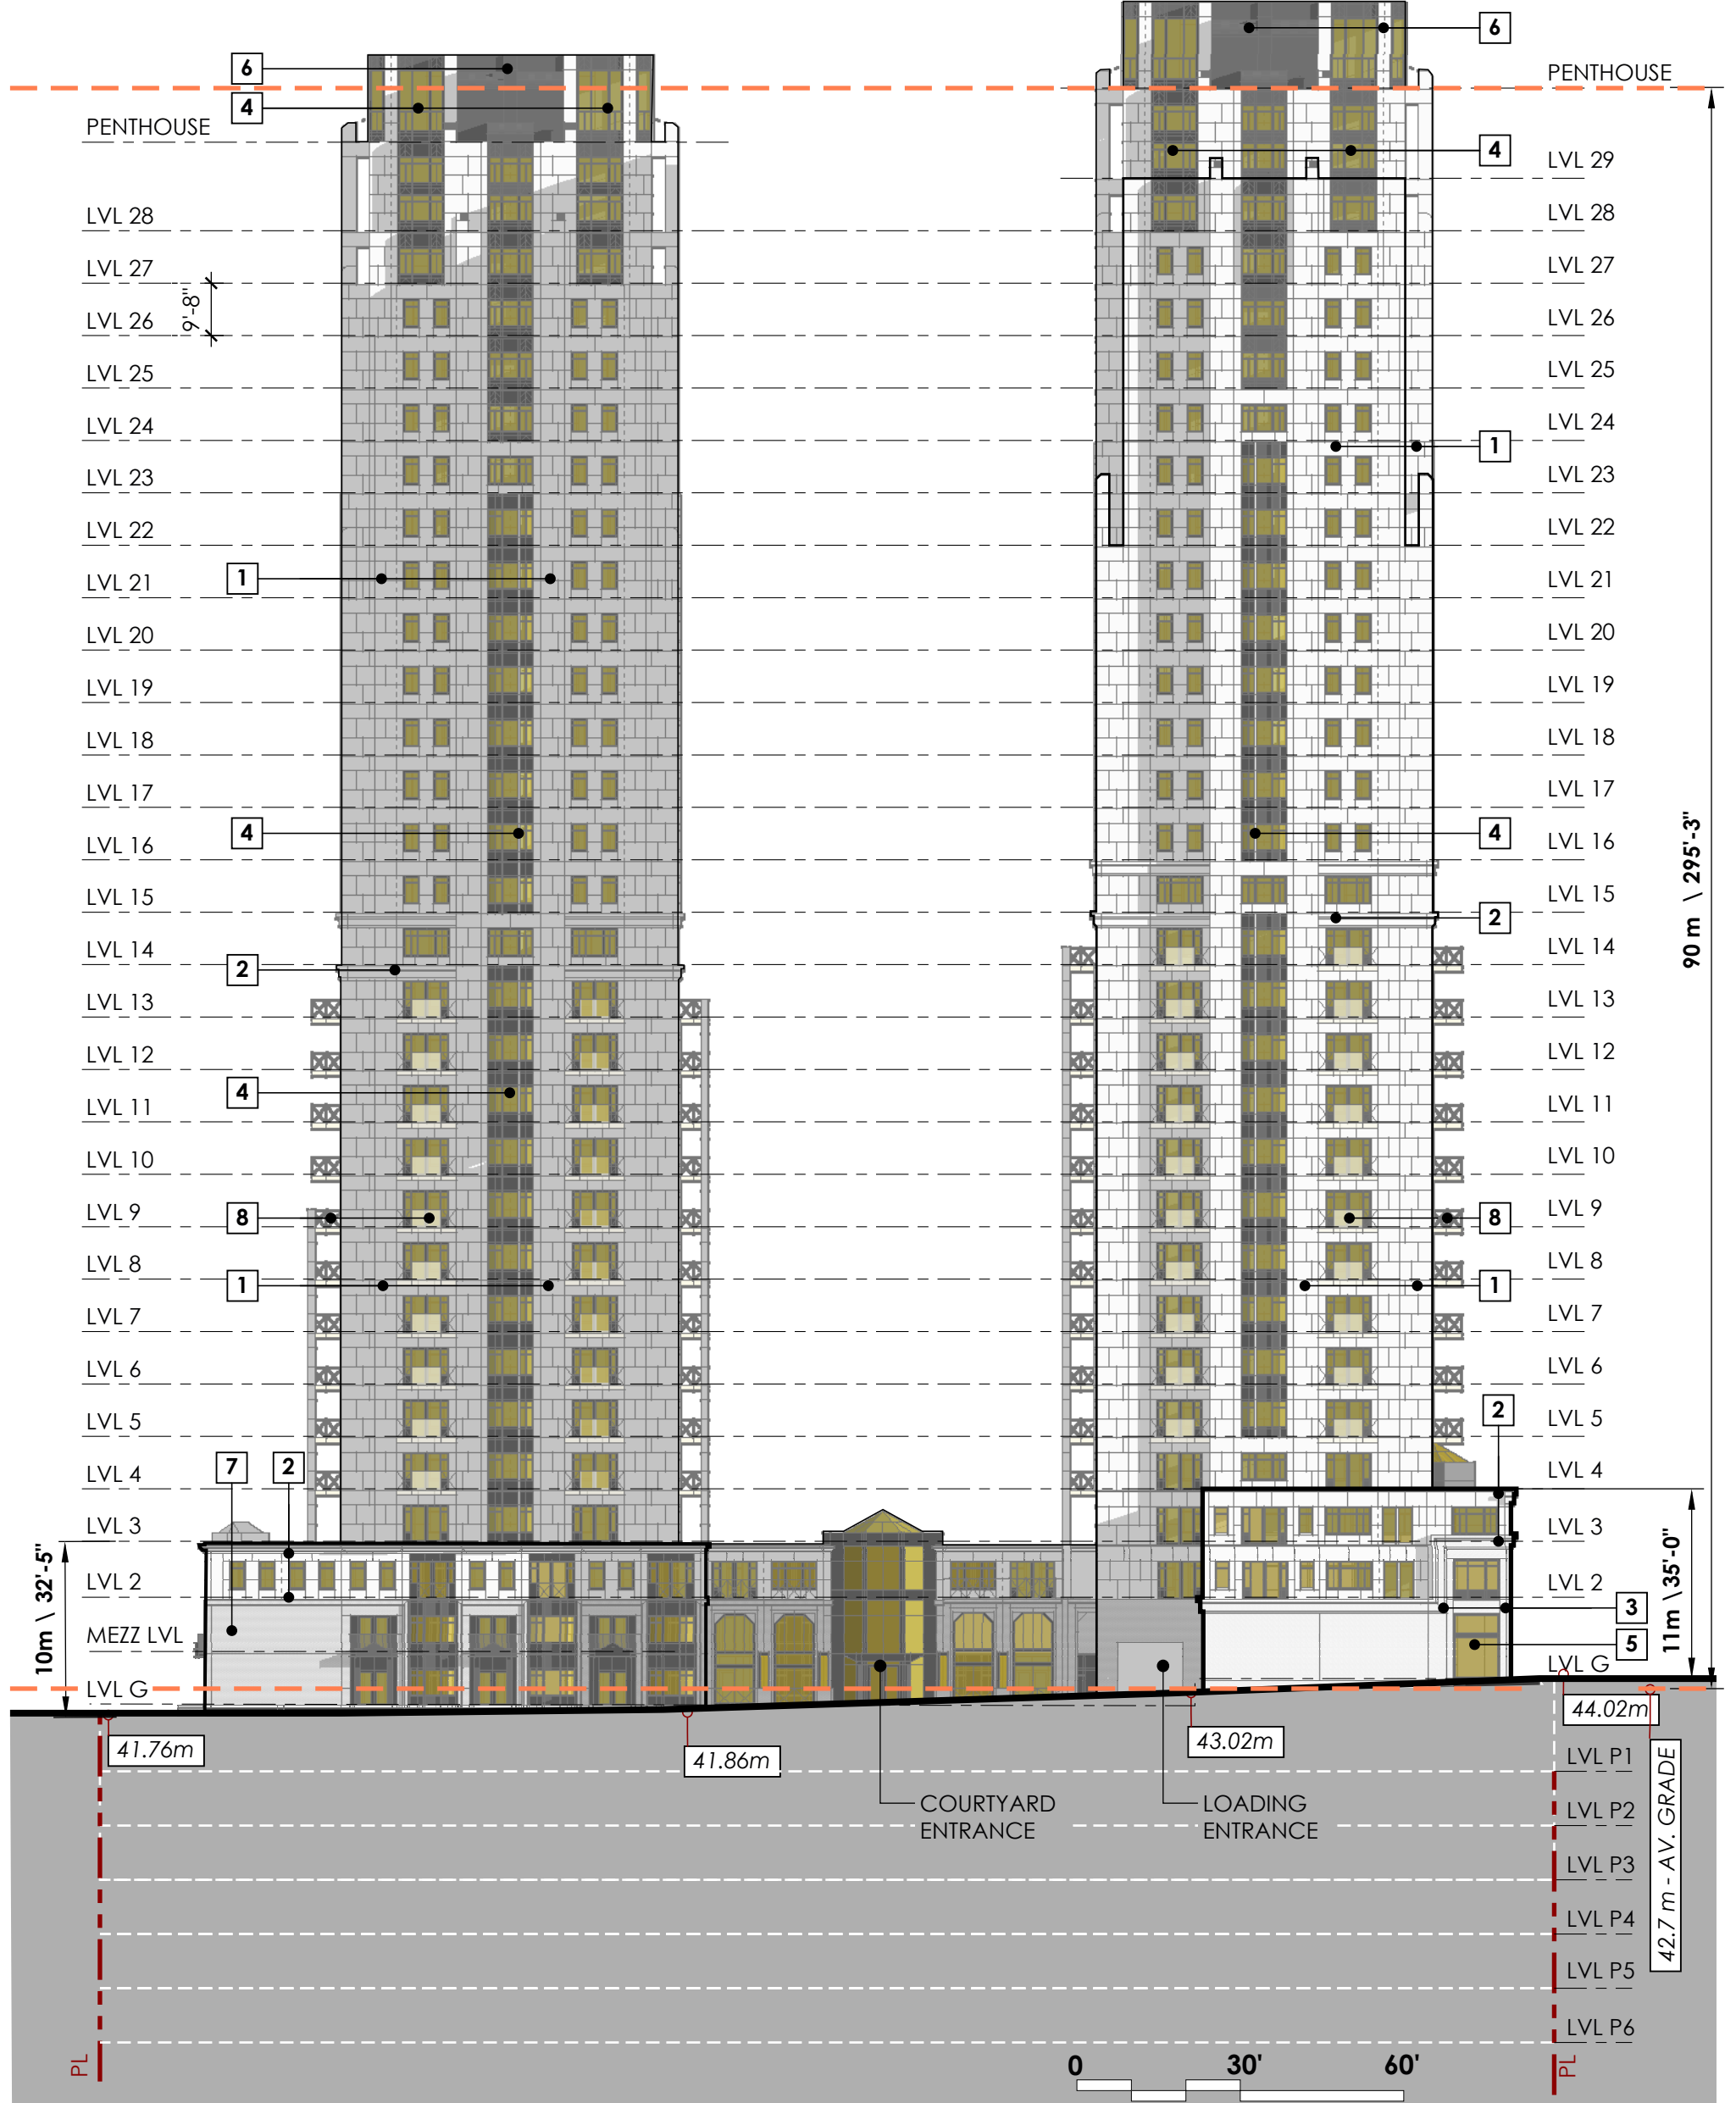 6
6
PENTHOUSE
4
PENTHOUSE
4
LVL 29
LVL 28
LVL 28
LVL 27
LVL 27
9'-8"
LVL 26
LVL 26
LVL 25
LVL 25
LVL 24
LVL 24
1
LVL 23
LVL 23
LVL 22
LVL 22
1
LVL 21
LVL 21
LVL 20
LVL 20
LVL 19
LVL 19
LVL 18
LVL 18
LVL 17
LVL 17
4
4
LVL 16
LVL 16
90 m \ 295'-3"
LVL 15
LVL 15
2
LVL 14
LVL 14
2
LVL 13
LVL 13
LVL 12
LVL 12
4
LVL 11
LVL 11
LVL 10
LVL 10
LVL 9
8
8
LVL 9
LVL 8
LVL 8
1
1
LVL 7
LVL 7
LVL 6
LVL 6
2
LVL 5
LVL 5
7
2
LVL 4
LVL 4
LVL 3
LVL 3
10m \ 32'-5"
11m \ 35'-0"
LVL 2
LVL 2
3
MEZZ LVL
5
LVL G
LVL G
44.02m
41.76m
43.02m
41.86m
42.7 m - AV. GRADE
LVL P1
COURTYARD
ENTRANCE
LOADING
ENTRANCE
LVL P2
LVL P3
LVL P4
LVL P5
LVL P6
PL
PL
0 30' 60'